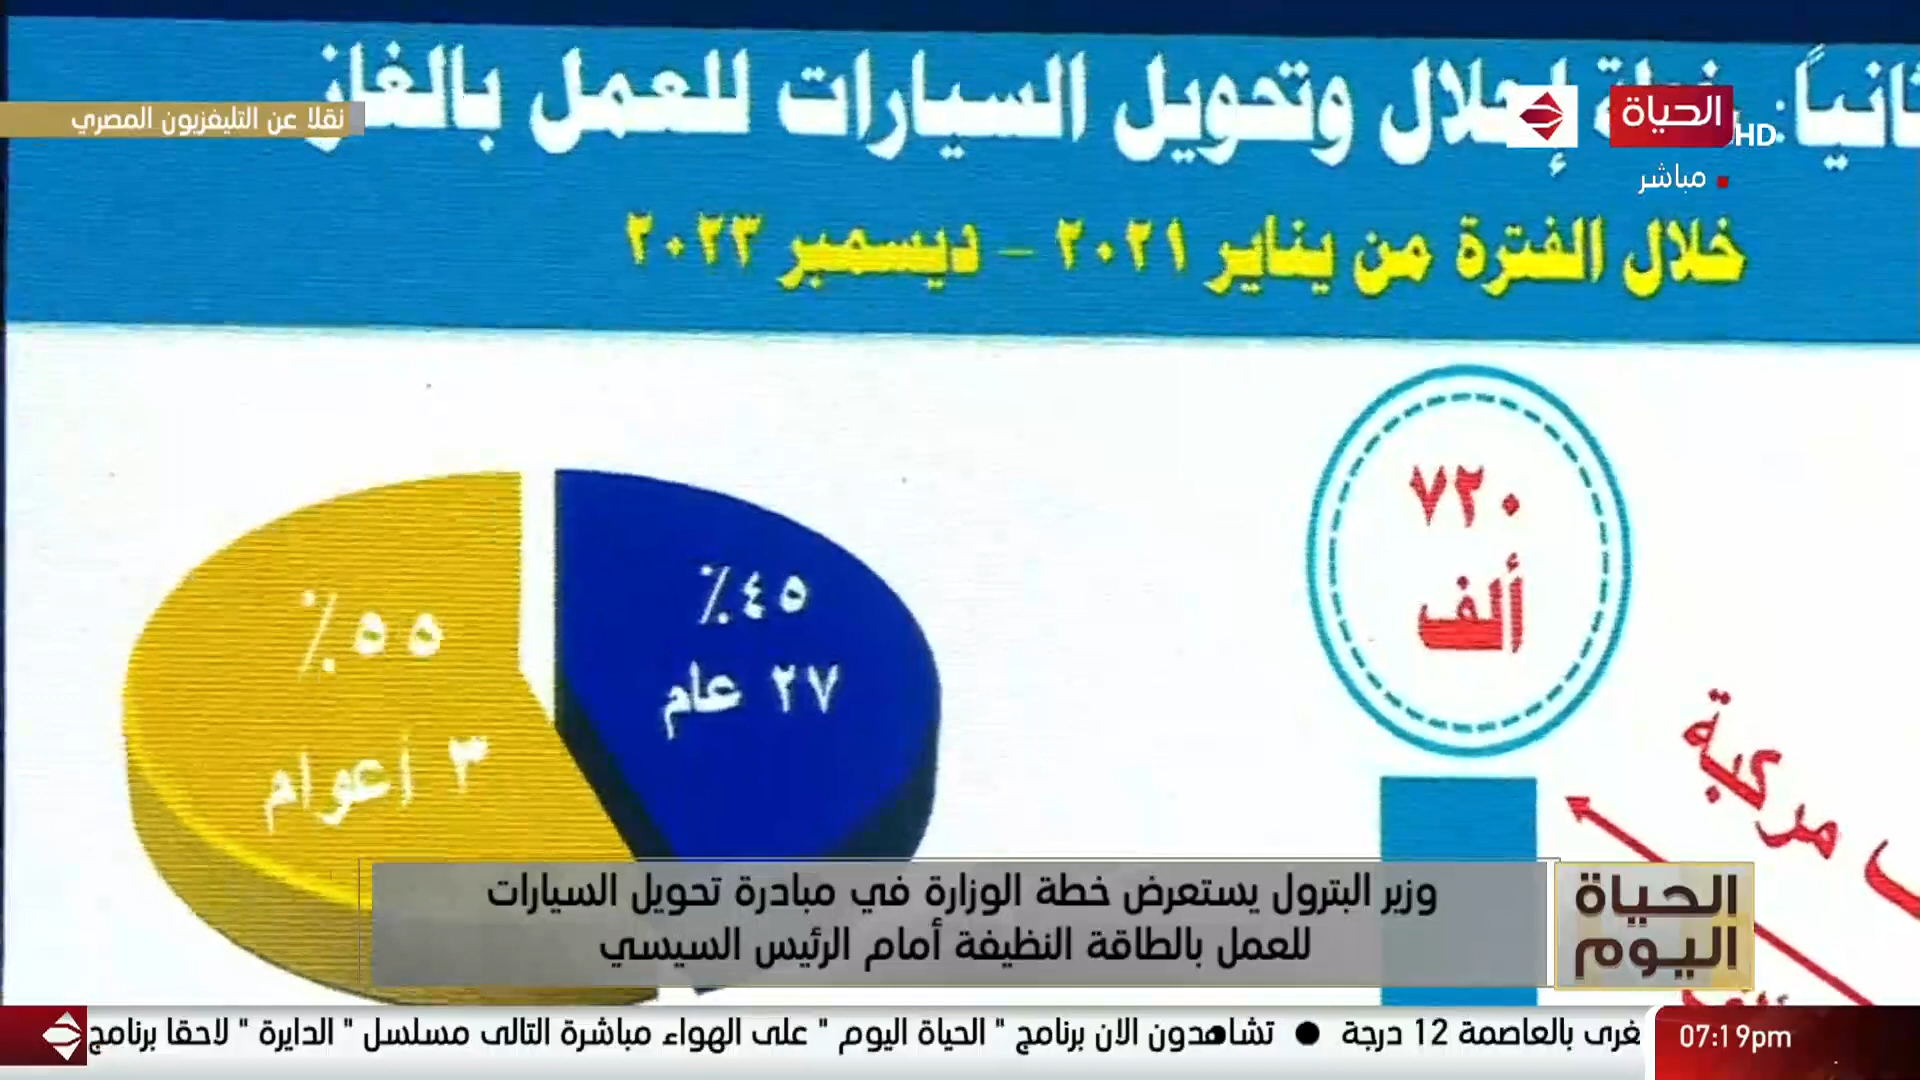 ثانياً: خطة إحلال وتحويل السيارات للعمل بالغاز
نقلا عن التليفزيون المصري
الحياة
HD
مباشر
خلال الفترة من يناير ٢٠٢١ – ديسمبر ٢٠٢٣
٧٢٠
ألف
٤٥٪
٢٧ عام
٥٥٪
٣ أعوام
مركبة
وزير البترول يستعرض خطة الوزارة في مبادرة تحويل السيارات
للعمل بالطاقة النظيفة أمام الرئيس السيسي
الحياة
اليوم
07:19pm
غرى بالعاصمة 12 درجة ● تشاهدون الان برنامج " الحياة اليوم " على الهواء مباشرة التالى مسلسل " الدايرة " لاحقا برنامج